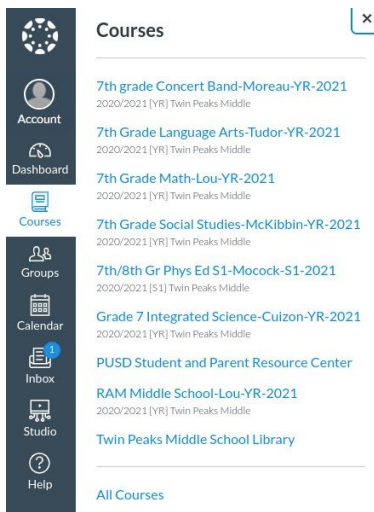 Courses
×
7th grade Concert Band-Moreau-YR-2021
2020/2021 [YR] Twin Peaks Middle
7th Grade Language Arts-Tudor-YR-2021
2020/2021 [YR] Twin Peaks Middle
7th Grade Math-Lou-YR-2021
2020/2021 [YR] Twin Peaks Middle
7th Grade Social Studies-McKibbin-YR-2021
2020/2021 [YR] Twin Peaks Middle
7th/8th Gr Phys Ed S1-Mocock-S1-2021
2020/2021 [S1] Twin Peaks Middle
Grade 7 Integrated Science-Cuizon-YR-2021
2020/2021 [YR] Twin Peaks Middle
PUSD Student and Parent Resource Center
RAM Middle School-Lou-YR-2021
2020/2021 [YR] Twin Peaks Middle
Twin Peaks Middle School Library
All Courses
Account
Dashboard
Courses
Groups
Calendar
1
Inbox
Studio
Help